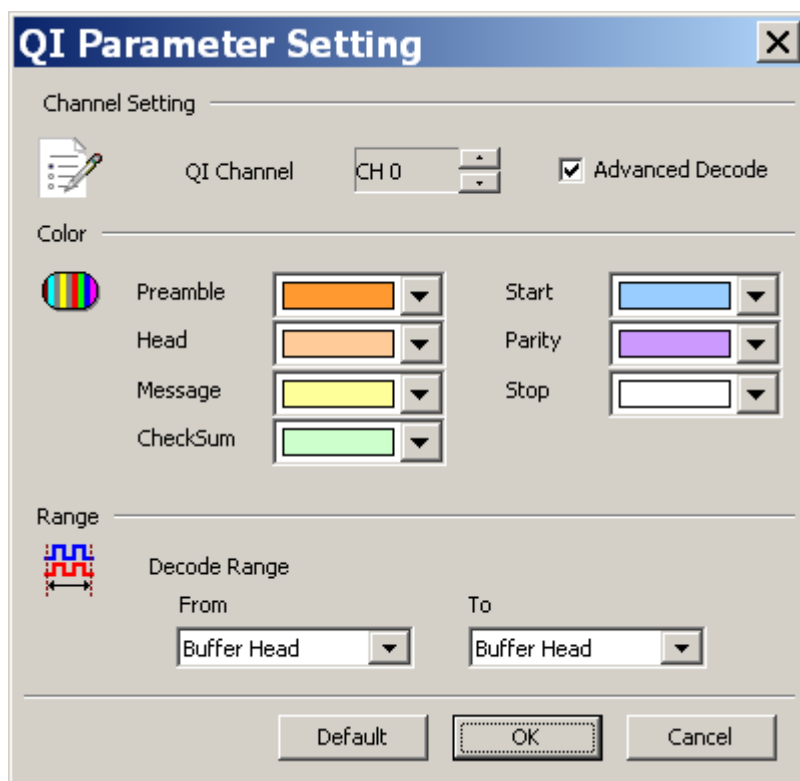 QI Parameter Setting
Channel Setting
QI Channel CH 0 Advanced Decode
Color
Preamble Start
Head Parity
Message Stop
CheckSum
Range
Decode Range
From To
Buffer Head Buffer Head
Default OK Cancel